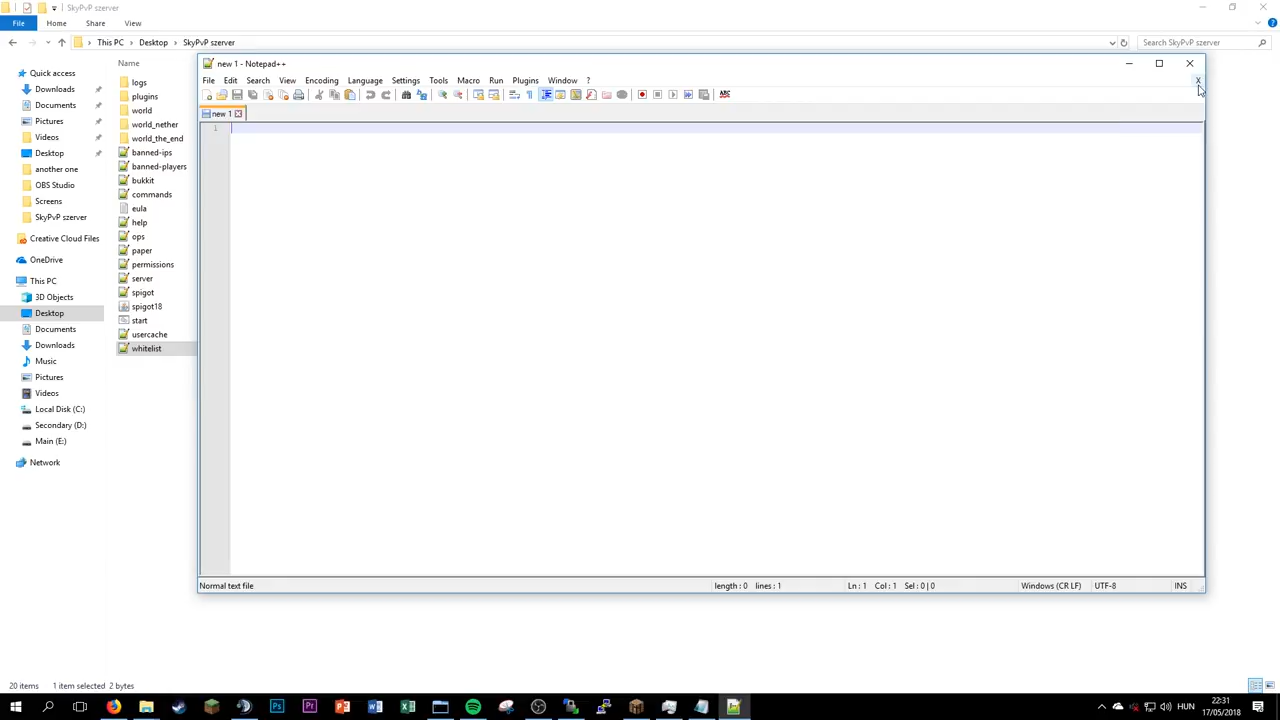 SkyPvP szerver
File Home Share View
This PC Desktop SkyPvP szerver
Search SkyPvP szerver
Quick access
Downloads
Documents
Pictures
Videos
Desktop
another one
OBS Studio
Screens
SkyPvP szerver
Creative Cloud Files
OneDrive
This PC
3D Objects
Desktop
Documents
Downloads
Music
Pictures
Videos
Local Disk (C:)
Secondary (D:)
Main (E:)
Network
Name
logs
plugins
world
world_nether
world_the_end
banned-ips
banned-players
bukkit
commands
eula
help
ops
paper
permissions
server
spigot
spigot18
start
usercache
whitelist
new 1 - Notepad++
File Edit Search View Encoding Language Settings Tools Macro Run Plugins Window ? X
ABC
new 1
1
Normal text file length : 0 lines : 1 Ln : 1 Col : 1 Sel : 0 | 0 Windows (CR LF) UTF-8 INS
20 items 1 item selected 2 bytes
HUN
22:31
17/05/2018